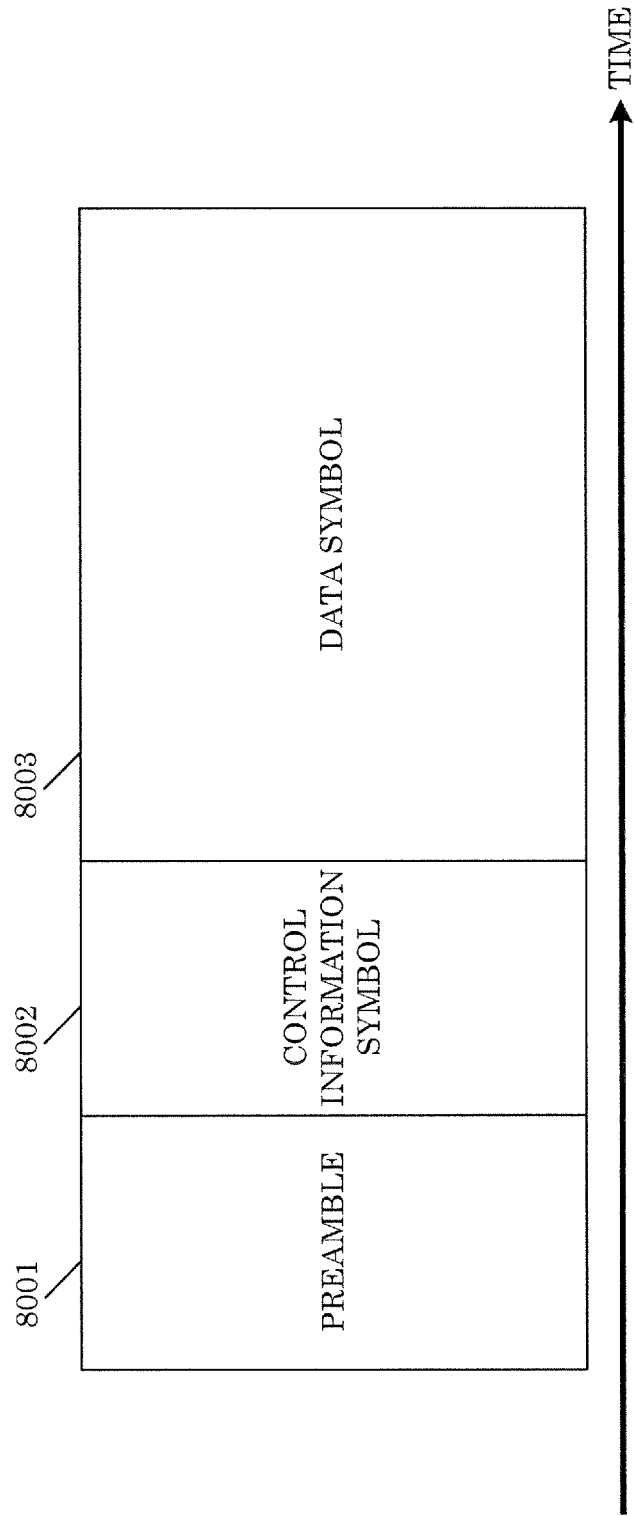 8001
8002
8003
PREAMBLE
CONTROL
INFORMATION
SYMBOL
DATA SYMBOL
TIME